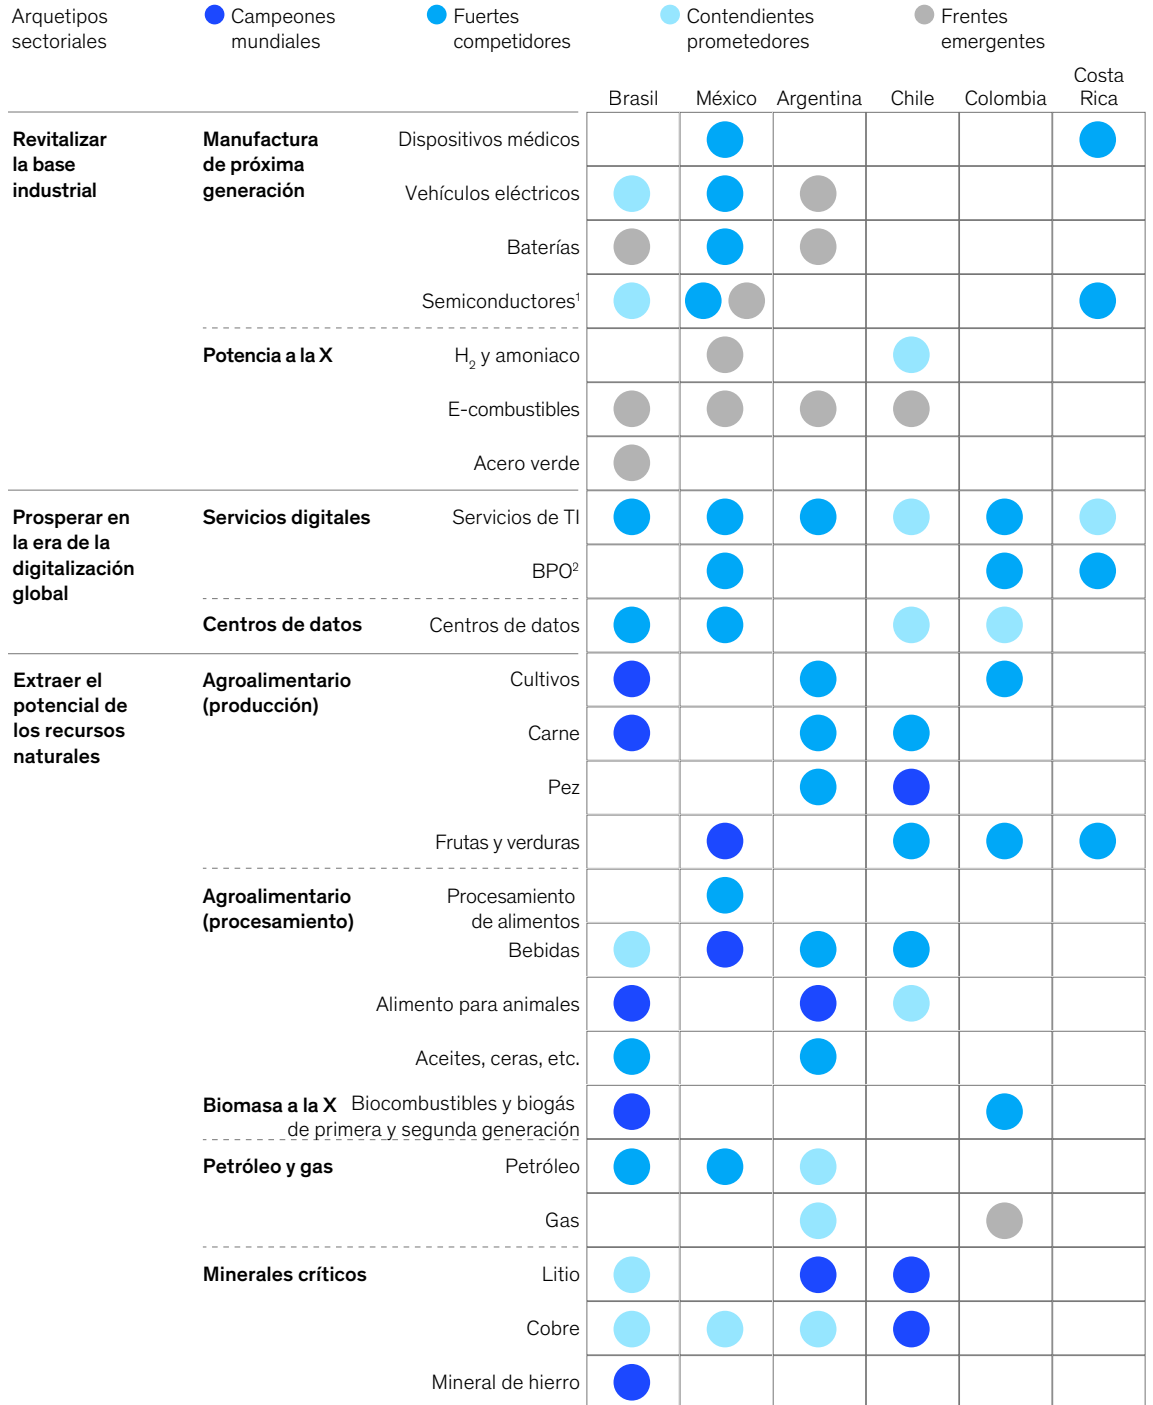 Arquetipos
sectoriales
Campeones
mundiales
Fuertes
competidores
Contendientes
prometedores
Frentes
emergentes
Brasil
México
Argentina
Chile
Colombia
Costa
Rica
Revitalizar
la base
industrial
Manufactura
de próxima
generación
Dispositivos médicos
Vehículos eléctricos
Baterías
Semiconductores¹
Potencia a la X
H₂ y amoniaco
E-combustibles
Acero verde
Prosperar en
la era de la
digitalización
global
Servicios digitales
Servicios de TI
BPO²
Centros de datos
Centros de datos
Extraer el
potencial de
los recursos
naturales
Agroalimentario
(producción)
Cultivos
Carne
Pez
Frutas y verduras
Agroalimentario
(procesamiento)
Procesamiento
de alimentos
Bebidas
Alimento para animales
Aceites, ceras, etc.
Biomasa a la X
Biocombustibles y biogás
de primera y segunda generación
Petróleo y gas
Petróleo
Gas
Minerales críticos
Litio
Cobre
Mineral de hierro